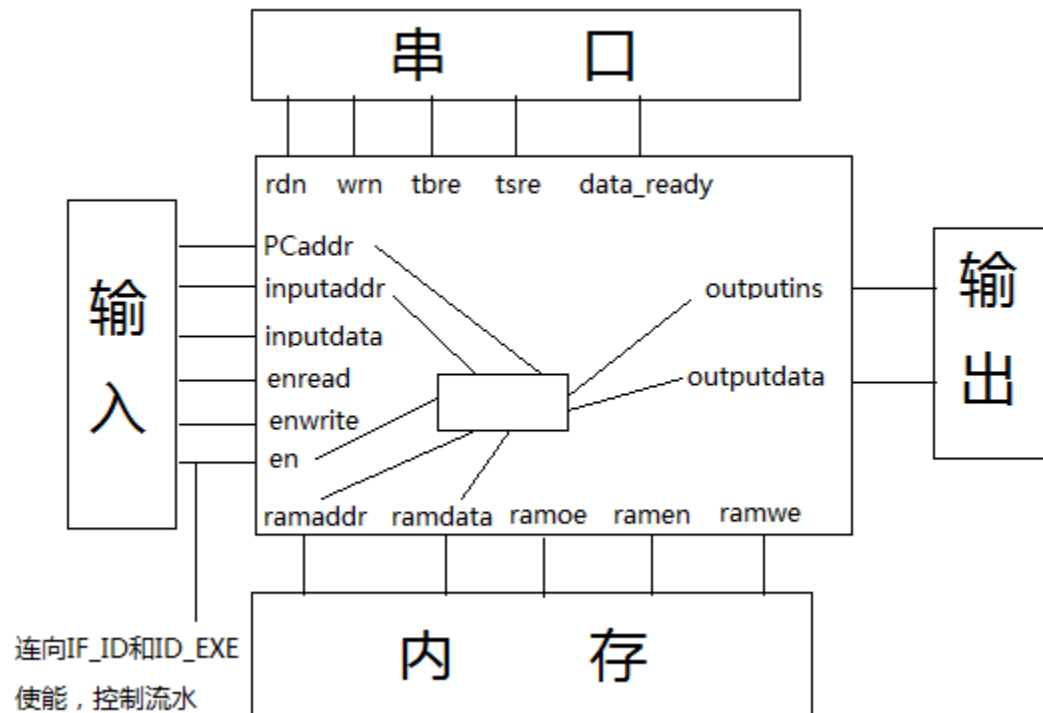 串 口
rdn wrn tbre tsre data_ready
PCaddr
inputaddr
inputdata
enread
enwrite
en
输
入
outputins
outputdata
输
出
ramaddr ramdata ramoe ramen ramwe
内 存
连向IF_ID和ID_EXE
使能，控制流水